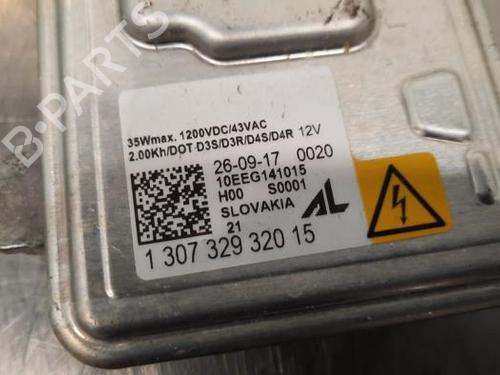 35Wmax. 1200VDC/43VAC
2.00Kh/DOT D3S/D3R/D4S/D4R 12V
26-09-17 0020
10EEG141015
H00 S0001
SLOVAKIA AL
21
1 307 329 320 15
B-PARTS